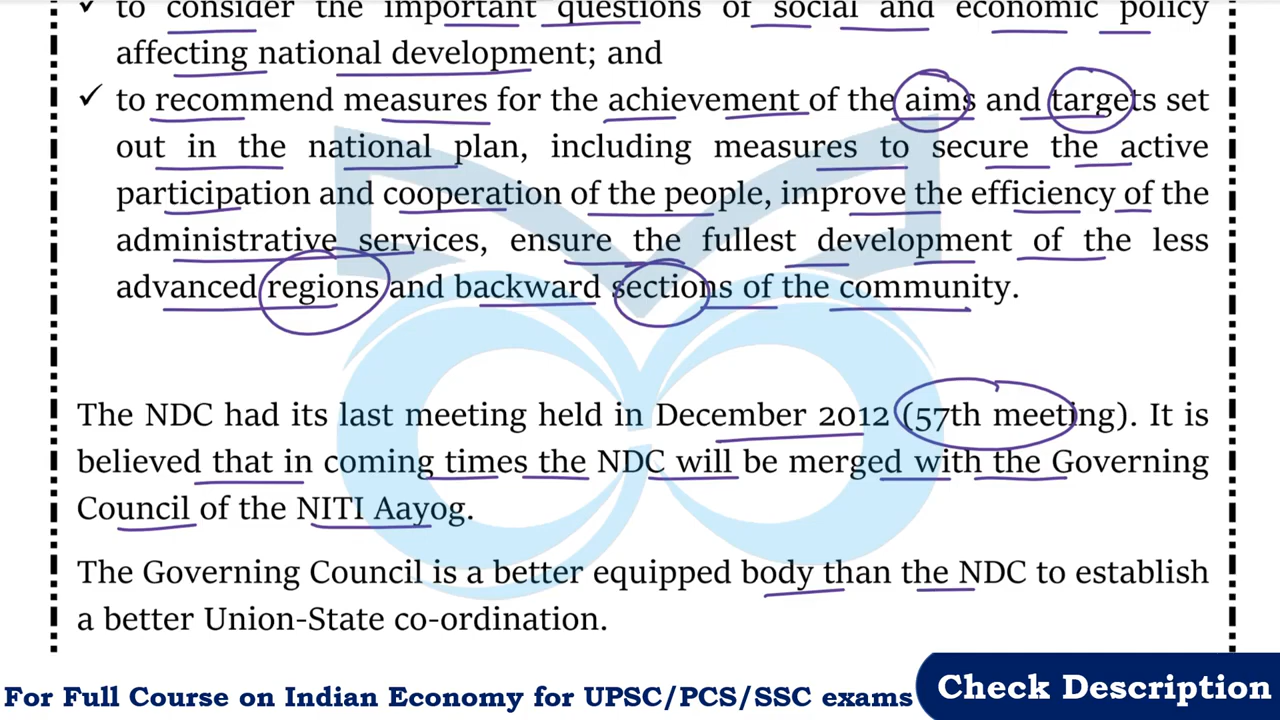 ✓ to consider the important questions of social and economic policy
affecting national development; and
✓ to recommend measures for the achievement of the aims and targets set
out in the national plan, including measures to secure the active
participation and cooperation of the people, improve the efficiency of the
administrative services, ensure the fullest development of the less
advanced regions and backward sections of the community.
The NDC had its last meeting held in December 2012 (57th meeting). It is
believed that in coming times the NDC will be merged with the Governing
Council of the NITI Aayog.
The Governing Council is a better equipped body than the NDC to establish
a better Union-State co-ordination.
For Full Course on Indian Economy for UPSC/PCS/SSC exams
Check Description